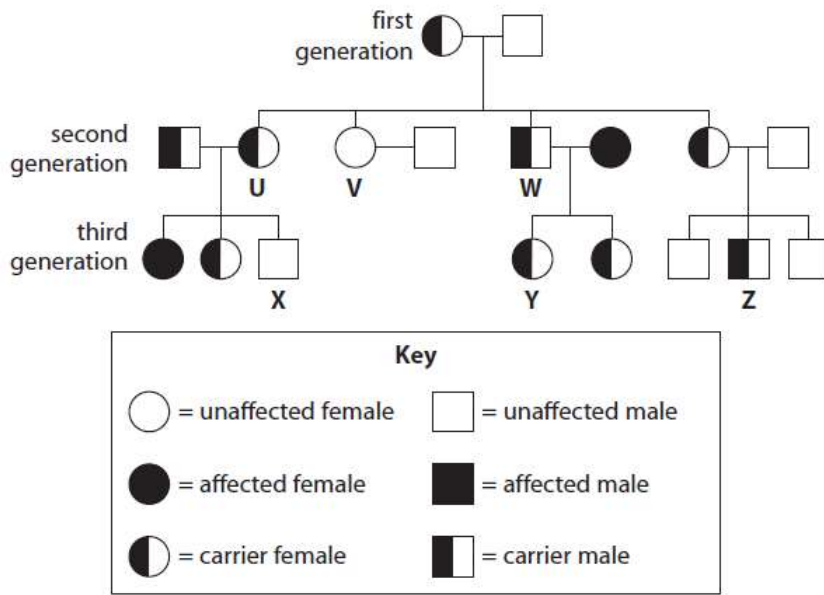 first
generation
second
generation
U
V
W
third
generation
X
Y
Z
Key
= unaffected female
= unaffected male
= affected female
= affected male
= carrier female
= carrier male